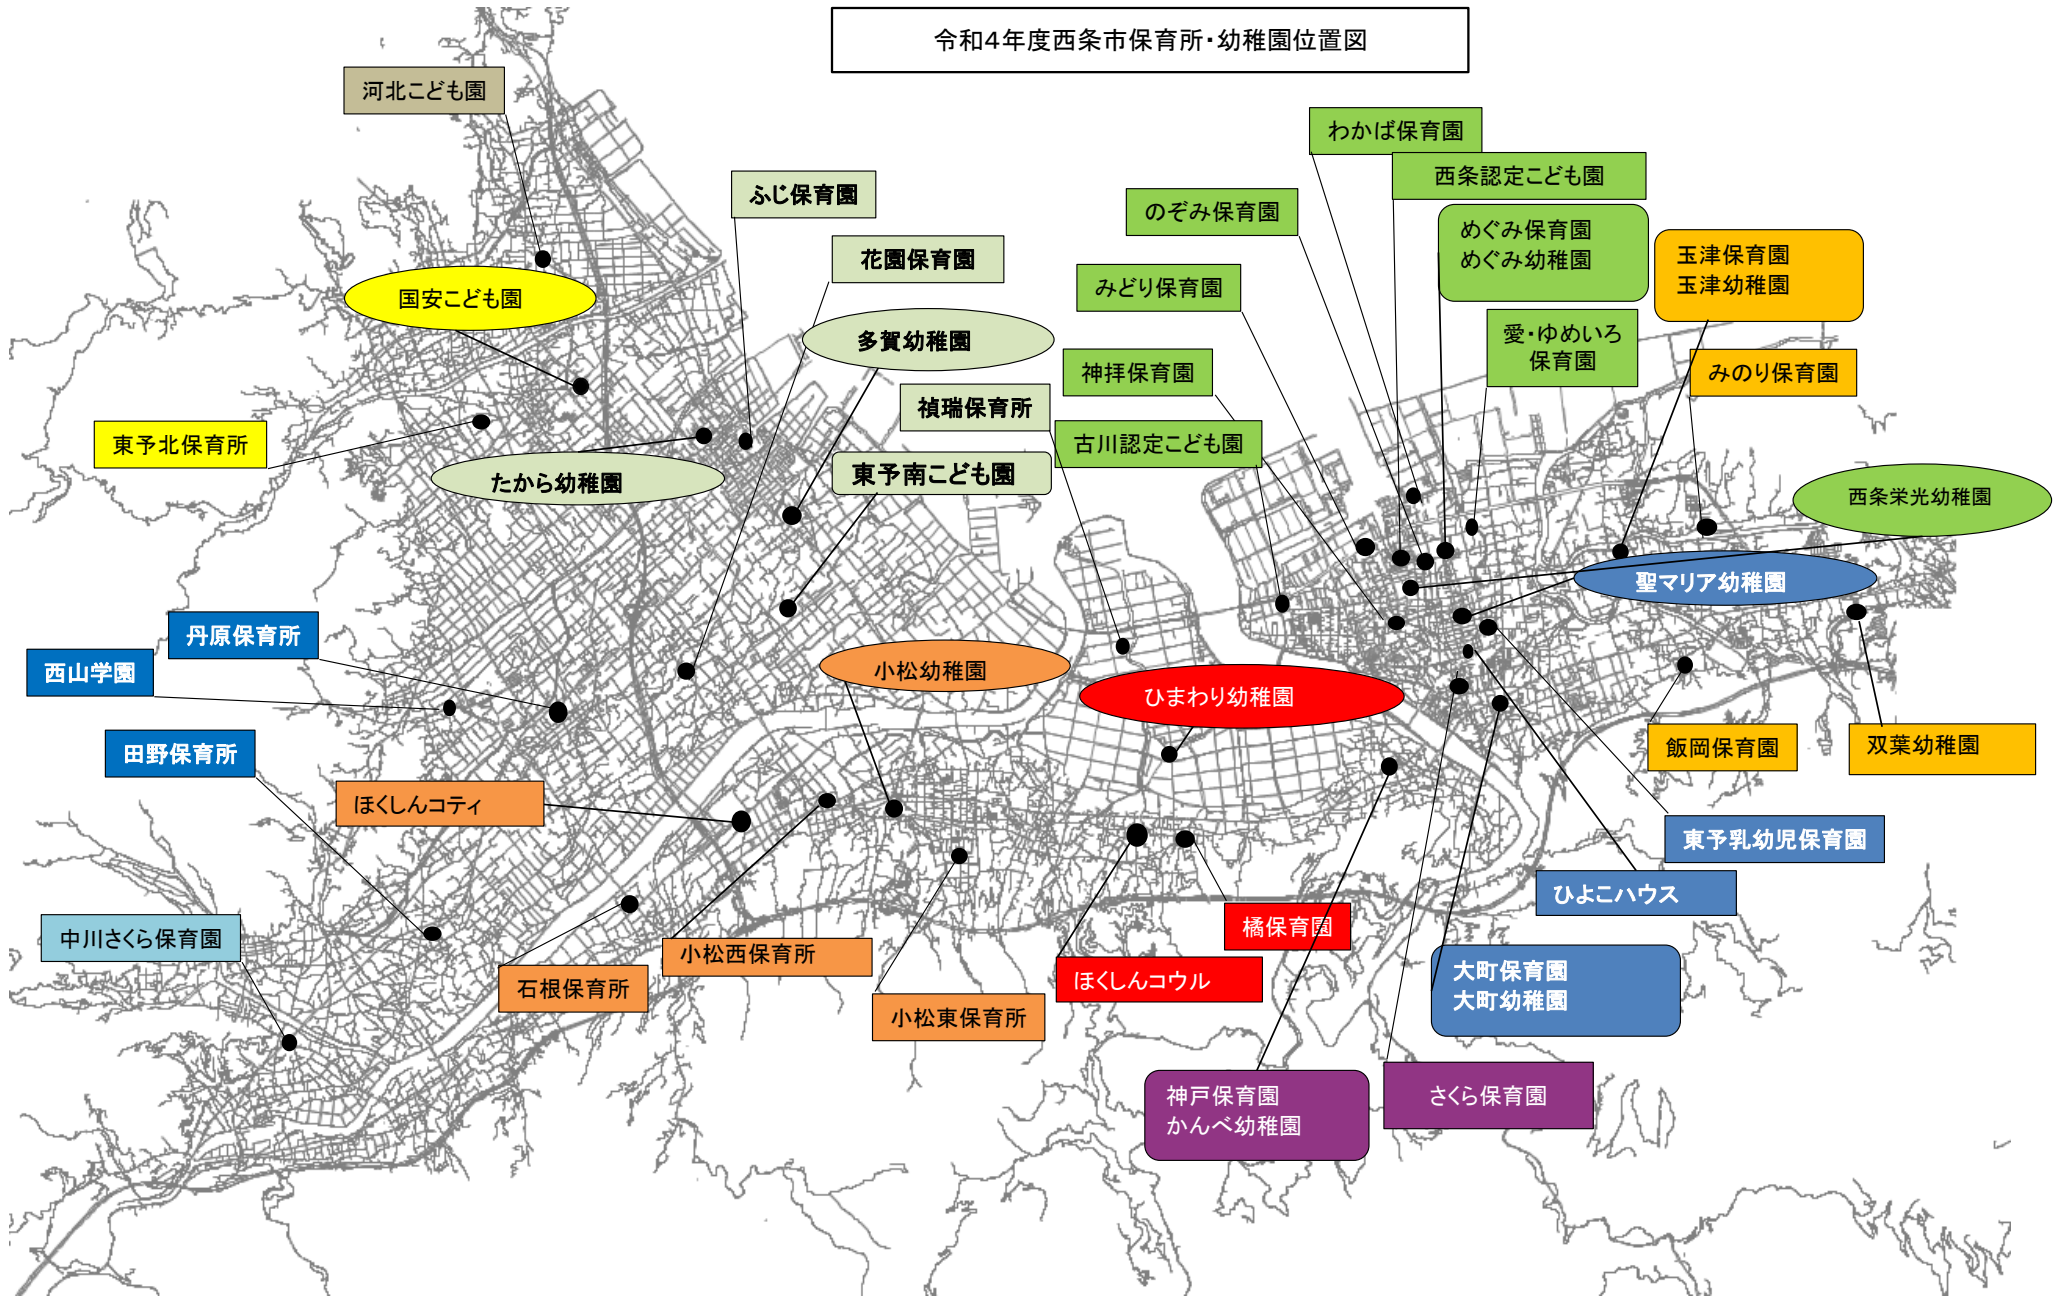 令和4年度西条市保育所・幼稚園位置図
河北こども園
わかば保育園
西条認定こども園
ふじ保育園
のぞみ保育園
めぐみ保育園
めぐみ幼稚園
玉津保育園
玉津幼稚園
花園保育園
みどり保育園
国安こども園
多賀幼稚園
愛・ゆめいろ
保育園
神拝保育園
みのり保育園
禎瑞保育所
東予北保育所
古川認定こども園
たから幼稚園
東予南こども園
西条栄光幼稚園
聖マリア幼稚園
丹原保育所
西山学園
小松幼稚園
ひまわり幼稚園
田野保育所
飯岡保育園
双葉幼稚園
ほくしんコティ
東予乳幼児保育園
ひよこハウス
橘保育園
中川さくら保育園
小松西保育所
石根保育所
ほくしんコウル
大町保育園
大町幼稚園
小松東保育所
神戸保育園
かんべ幼稚園
さくら保育園